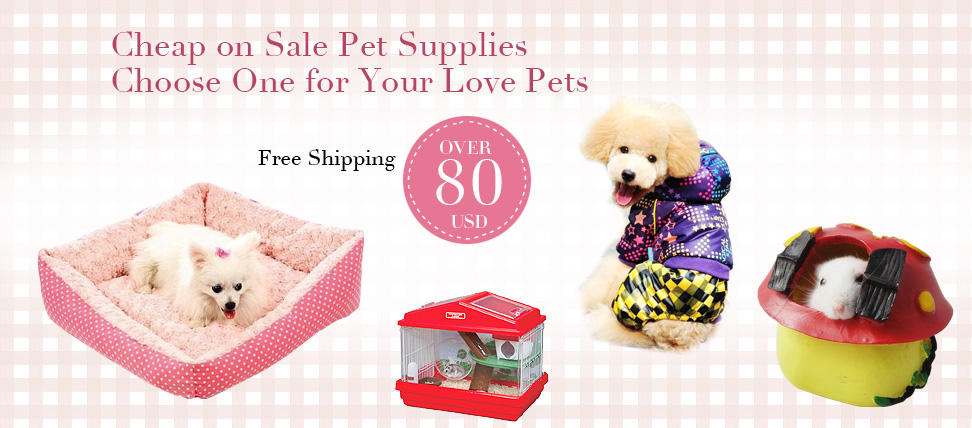 Cheap on Sale Pet Supplies
Choose One for Your Love Pets
Free Shipping
OVER
80
USD